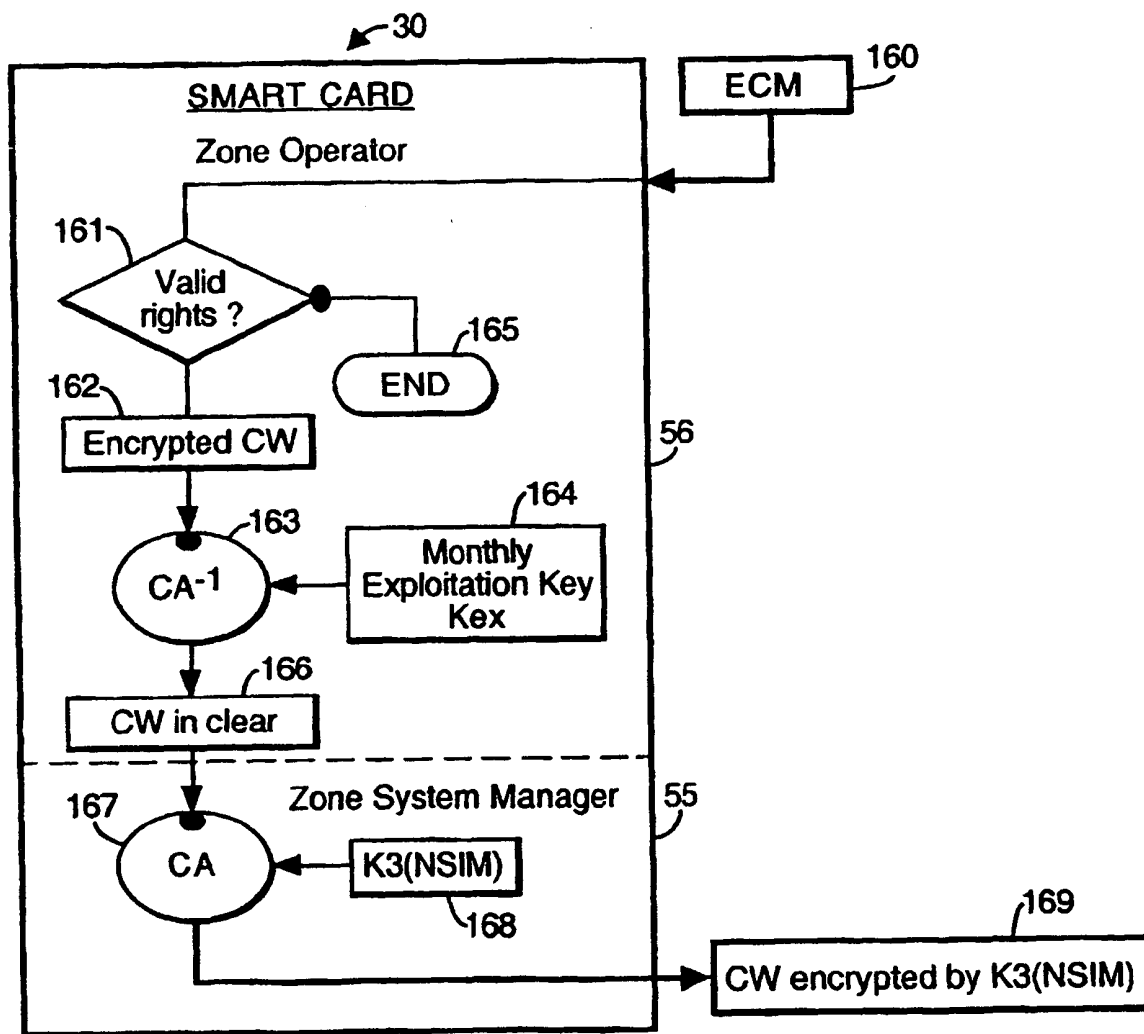 30
SMART CARD
ECM
160
Zone Operator
161
Valid
rights ?
165
END
162
Encrypted CW
56
163
CA-1
164
Monthly
Exploitation Key
Kex
166
CW in clear
Zone System Manager
55
167
CA
K3(NSIM)
168
169
CW encrypted by K3(NSIM)